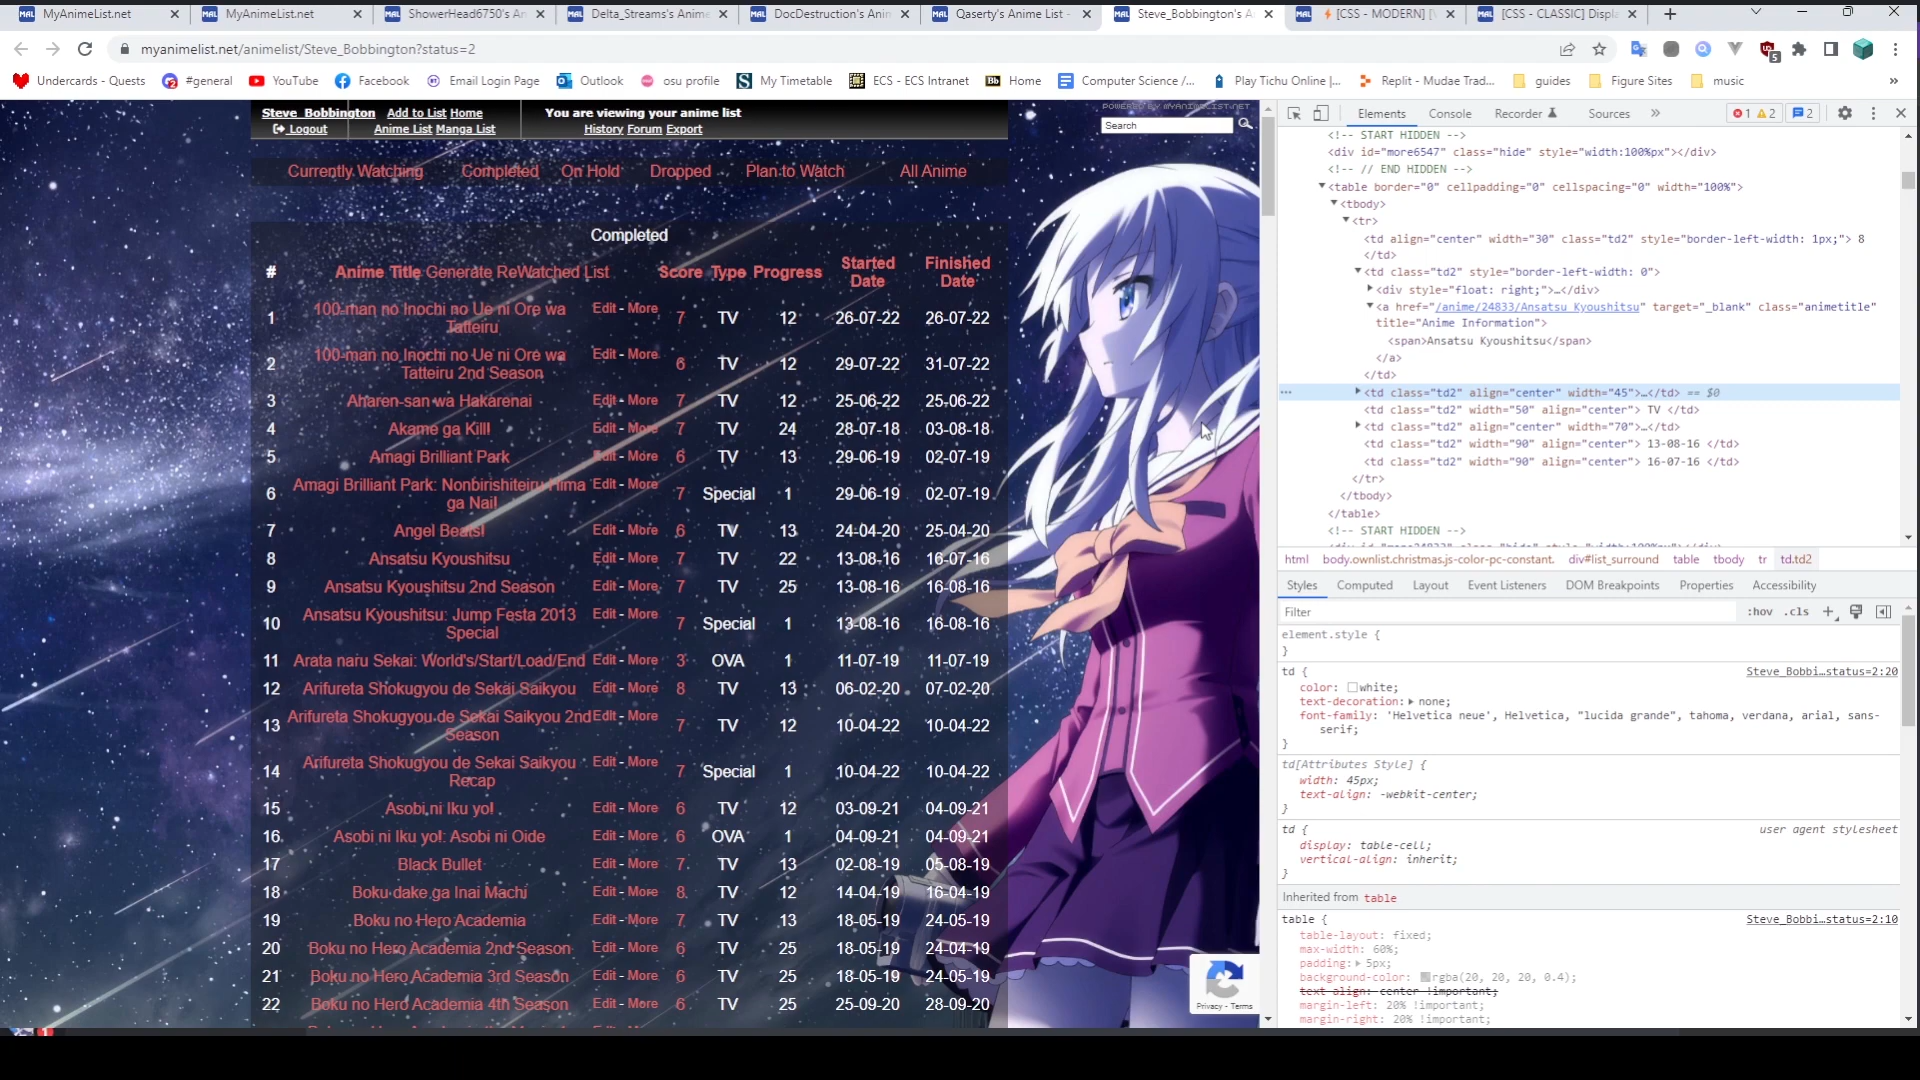 MyAnimeList.net
MyAnimeList.net
ShowerHead6750's An
Delta_Streams's Anime
DocDestruction's Anim
Qaserty's Anime List -
Steve_Bobbington's A
[CSS - MODERN] [
[CSS - CLASSIC] Displa
myanimelist.net/animelist/Steve_Bobbington?status=2
Undercards - Quests
#general
YouTube
Facebook
Email Login Page
Outlook
osu profile
My Timetable
ECS - ECS Intranet
Home
Computer Science /...
Play Tichu Online |...
Replit - Mudae Trad...
guides
Figure Sites
music
Steve_Bobbington Add to List Home You are viewing your anime list
Logout Anime List Manga List History Forum Export
POWERED BY MYANIMELIST.NET
Search
Currently Watching Completed On Hold Dropped Plan to Watch All Anime
Completed
# Anime Title Generate ReWatched List Score Type Progress Started Date Finished Date
1 100-man no Inochi no Ue ni Ore wa Tatteiru Edit - More 7 TV 12 26-07-22 26-07-22
2 100-man no Inochi no Ue ni Ore wa Tatteiru 2nd Season Edit - More 6 TV 12 29-07-22 31-07-22
3 Aharen-san wa Hakarenai Edit - More 7 TV 12 25-06-22 25-06-22
4 Akame ga Kill! Edit - More 7 TV 24 28-07-18 03-08-18
5 Amagi Brilliant Park Edit - More 6 TV 13 29-06-19 02-07-19
6 Amagi Brilliant Park: Nonbirishiteiru Hima ga Nai! Edit - More 7 Special 1 29-06-19 02-07-19
7 Angel Beats! Edit - More 6 TV 13 24-04-20 25-04-20
8 Ansatsu Kyoushitsu Edit - More 7 TV 22 13-08-16 16-07-16
9 Ansatsu Kyoushitsu 2nd Season Edit - More 7 TV 25 13-08-16 16-08-16
10 Ansatsu Kyoushitsu: Jump Festa 2013 Special Edit - More 7 Special 1 13-08-16 16-08-16
11 Arata naru Sekai: World's/Start/Load/End Edit - More 3 OVA 1 11-07-19 11-07-19
12 Arifureta Shokugyou de Sekai Saikyou Edit - More 8 TV 13 06-02-20 07-02-20
13 Arifureta Shokugyou de Sekai Saikyou 2nd Season Edit - More 7 TV 12 10-04-22 10-04-22
14 Arifureta Shokugyou de Sekai Saikyou Recap Edit - More 7 Special 1 10-04-22 10-04-22
15 Asobi ni Iku yo! Edit - More 6 TV 12 03-09-21 04-09-21
16 Asobi ni Iku yo!: Asobi ni Oide Edit - More 6 OVA 1 04-09-21 04-09-21
17 Black Bullet Edit - More 7 TV 13 02-08-19 05-08-19
18 Boku dake ga Inai Machi Edit - More 8 TV 12 14-04-19 16-04-19
19 Boku no Hero Academia Edit - More 7 TV 13 18-05-19 24-05-19
20 Boku no Hero Academia 2nd Season Edit - More 6 TV 25 18-05-19 24-04-19
21 Boku no Hero Academia 3rd Season Edit - More 6 TV 25 18-05-19 24-05-19
22 Boku no Hero Academia 4th Season Edit - More 6 TV 25 25-09-20 28-09-20
Privacy - Terms
Elements Console Recorder Sources » 1 2 2
<!-- START HIDDEN -->
<div id="more6547" class="hide" style="width:100%px"></div>
<!-- // END HIDDEN -->
<table border="0" cellpadding="0" cellspacing="0" width="100%">
<tbody>
<tr>
<td align="center" width="30" class="td2" style="border-left-width: 1px;"> 8
</td>
<td class="td2" style="border-left-width: 0">
<div style="float: right;">…</div>
<a href="/anime/24833/Ansatsu_Kyoushitsu" target="_blank" class="animetitle"
title="Anime Information">
<span>Ansatsu Kyoushitsu</span>
</a>
</td>
<td class="td2" align="center" width="45">…</td> == $0
<td class="td2" width="50" align="center"> TV </td>
<td class="td2" align="center" width="70">…</td>
<td class="td2" width="90" align="center"> 13-08-16 </td>
<td class="td2" width="90" align="center"> 16-07-16 </td>
</tr>
</tbody>
</table>
<!-- START HIDDEN -->
html body.ownlist.christmas.js-color-pc-constant. div#list_surround table tbody tr td.td2
Styles Computed Layout Event Listeners DOM Breakpoints Properties Accessibility
Filter :hov .cls +
element.style {
}
td { Steve_Bobbi…status=2:20
color: white;
text-decoration: none;
font-family: 'Helvetica neue', Helvetica, "lucida grande", tahoma, verdana, arial, sans-
serif;
}
td[Attributes Style] {
width: 45px;
text-align: -webkit-center;
}
td { user agent stylesheet
display: table-cell;
vertical-align: inherit;
}
Inherited from table
table { Steve_Bobbi…status=2:10
table-layout: fixed;
max-width: 60%;
padding: 5px;
background-color: rgba(20, 20, 20, 0.4);
text-align: center !important;
margin-left: 20% !important;
margin-right: 20% !important;